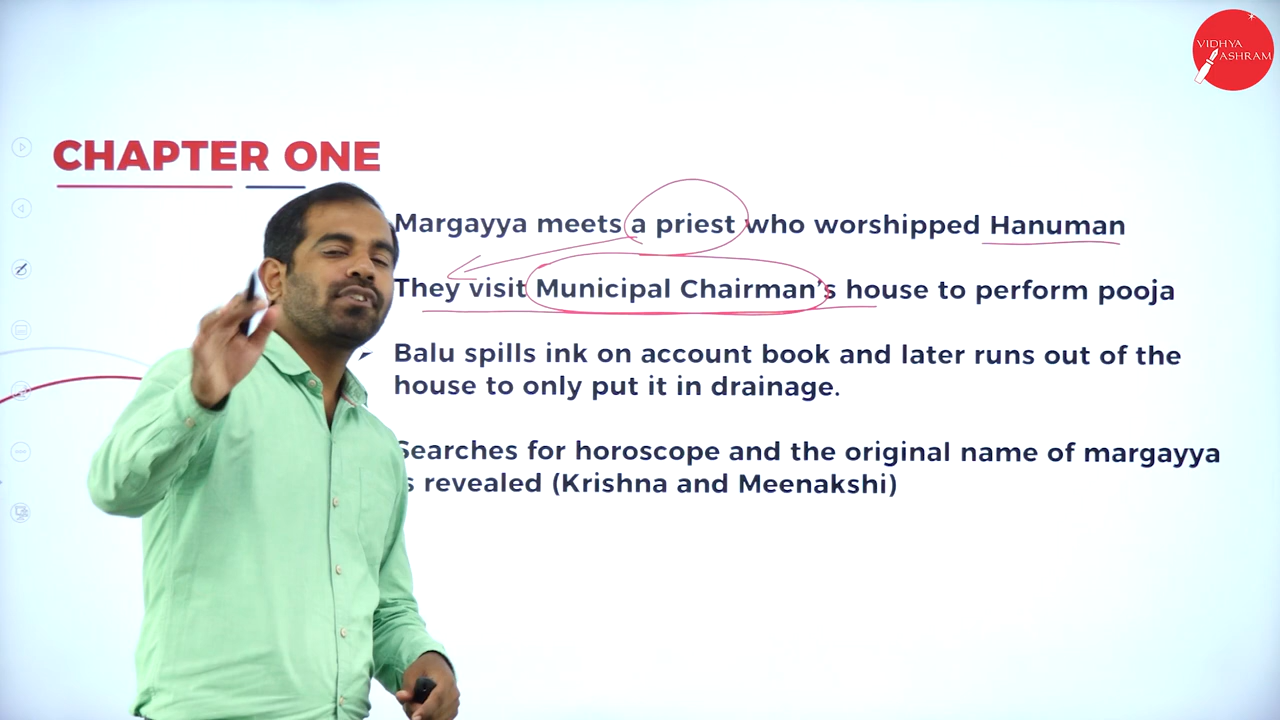 VIDHYA
ASHRAM
CHAPTER ONE
Margayya meets a priest who worshipped Hanuman
They visit Municipal Chairman's house to perform pooja
Balu spills ink on account book and later runs out of the
house to only put it in drainage.
Searches for horoscope and the original name of margayya
s revealed (Krishna and Meenakshi)